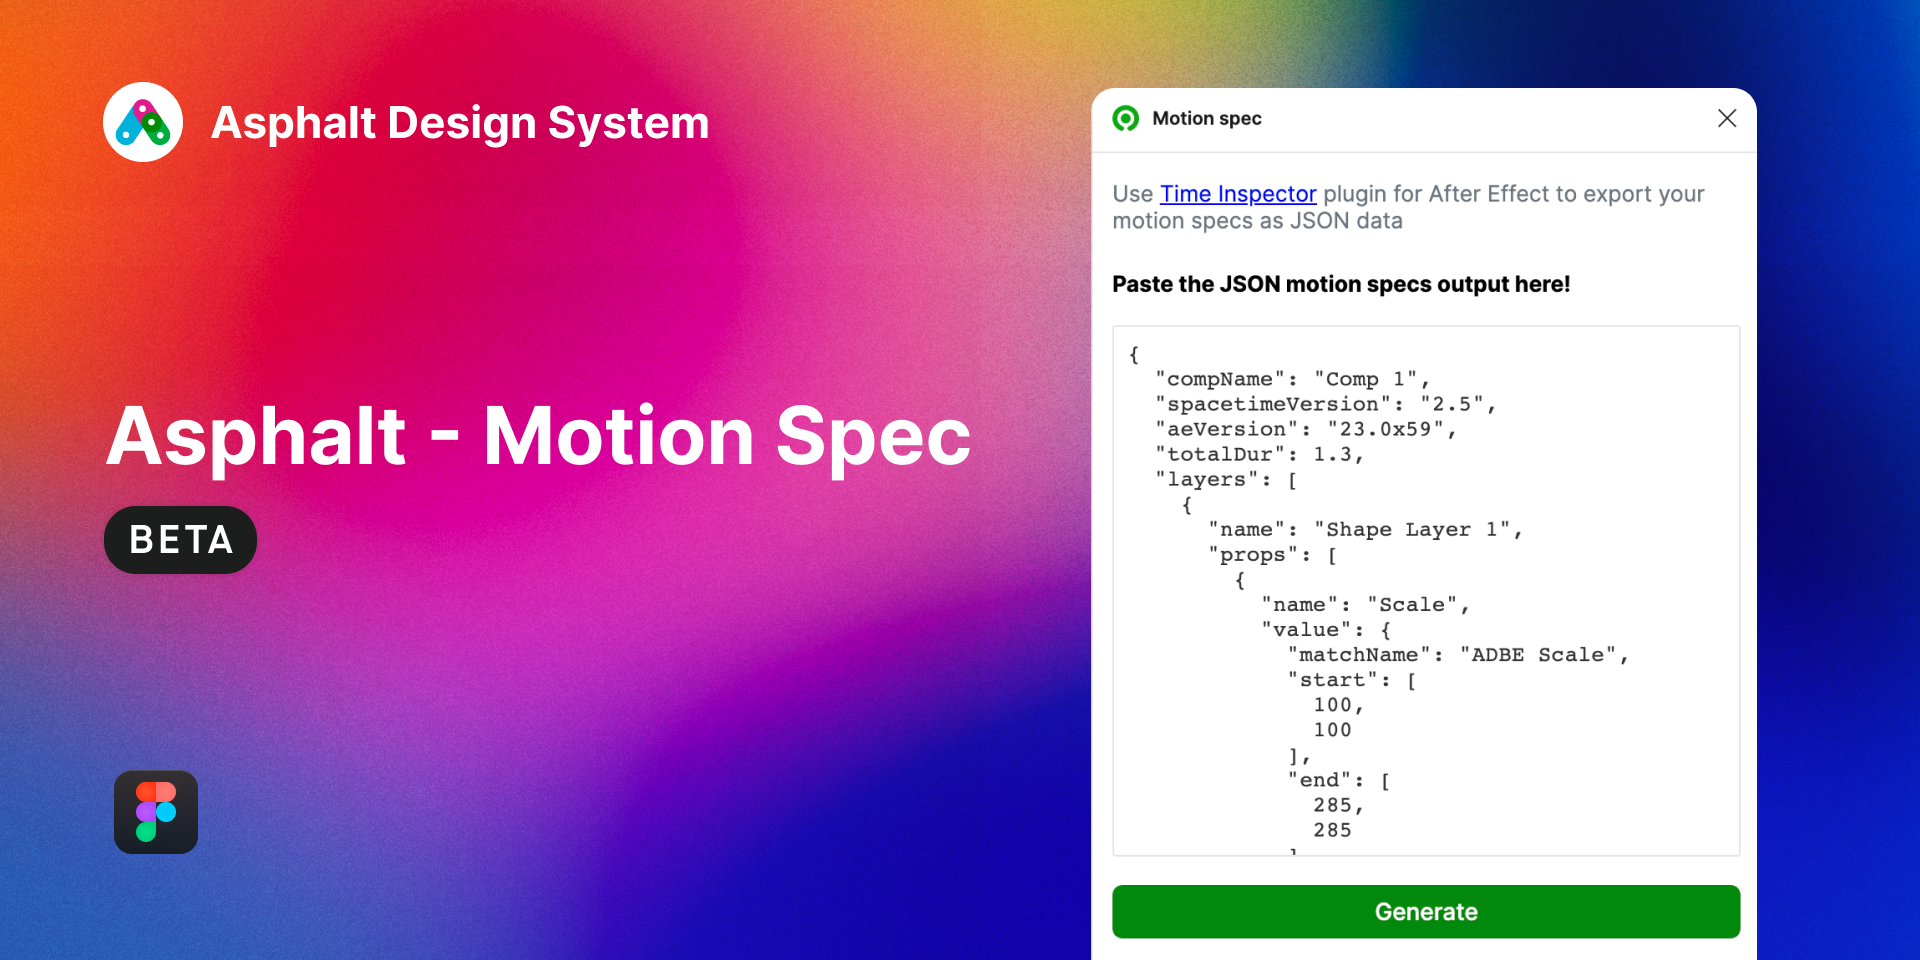 Asphalt Design System
Asphalt - Motion Spec
BETA
Motion spec
Use Time Inspector plugin for After Effect to export your
motion specs as JSON data
Paste the JSON motion specs output here!
{
"compName": "Comp 1",
"spacetimeVersion": "2.5",
"aeVersion": "23.0x59",
"totalDur": 1.3,
"layers": [
{
"name": "Shape Layer 1",
"props": [
{
"name": "Scale",
"value": {
"matchName": "ADBE Scale",
"start": [
100,
100
],
"end": [
285,
285
]
Generate